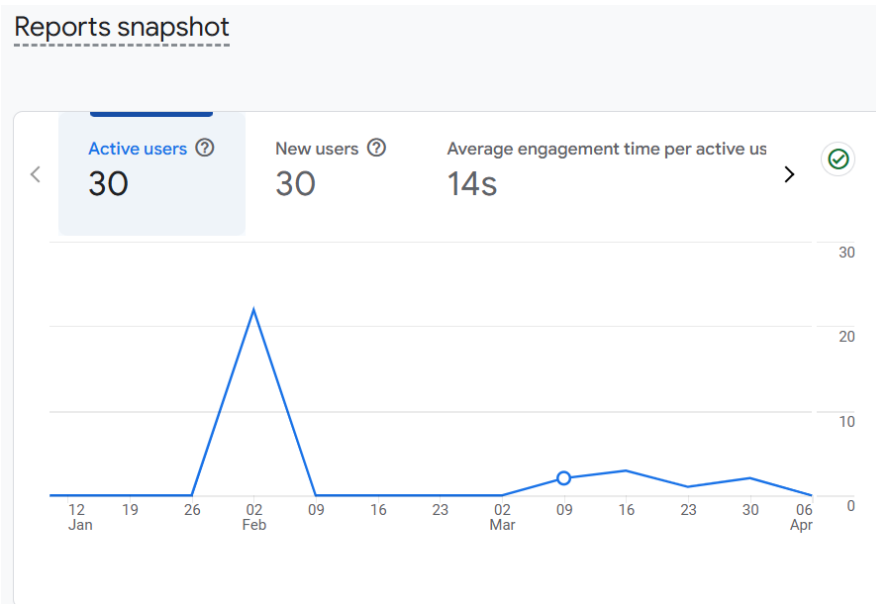 Reports snapshot
Active users
30
New users
30
Average engagement time per active us
14s
30
20
10
0
12 19 26 02 09 16 23 02 09 16 23 30 06
Jan Feb Mar Apr